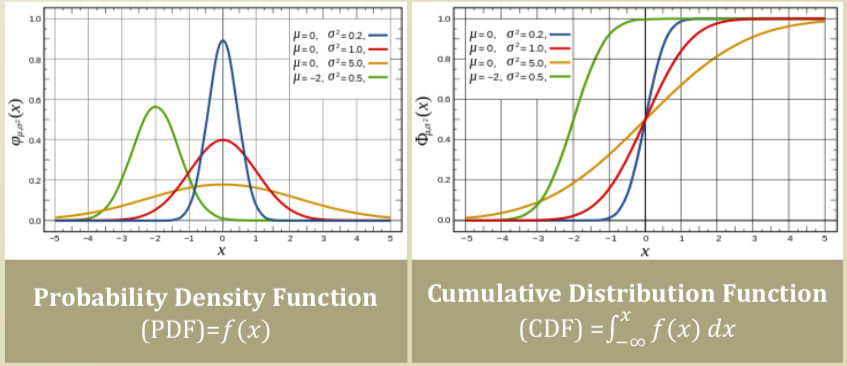 μ=0, σ²=0.2,
μ=0, σ²=1.0,
μ=0, σ²=5.0,
μ=−2, σ²=0.5,
φμ,σ²(x)
1.0
0.8
0.6
0.4
0.2
0.0
−5 −4 −3 −2 −1 0 1 2 3 4 5
x
Probability Density Function
(PDF)=f(x)
μ=0, σ²=0.2,
μ=0, σ²=1.0,
μ=0, σ²=5.0,
μ=−2, σ²=0.5,
Φμ,σ²(x)
1.0
0.8
0.6
0.4
0.2
0.0
−5 −4 −3 −2 −1 0 1 2 3 4 5
x
Cumulative Distribution Function
(CDF) =∫₋∞ˣ f(x) dx